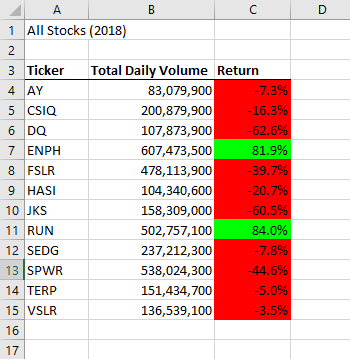 A B C D
1 All Stocks (2018)
2
3 Ticker Total Daily Volume Return
4 AY 83,079,900 -7.3%
5 CSIQ 200,879,900 -16.3%
6 DQ 107,873,900 -62.6%
7 ENPH 607,473,500 81.9%
8 FSLR 478,113,900 -39.7%
9 HASI 104,340,600 -20.7%
10 JKS 158,309,000 -60.5%
11 RUN 502,757,100 84.0%
12 SEDG 237,212,300 -7.8%
13 SPWR 538,024,300 -44.6%
14 TERP 151,434,700 -5.0%
15 VSLR 136,539,100 -3.5%
16
17